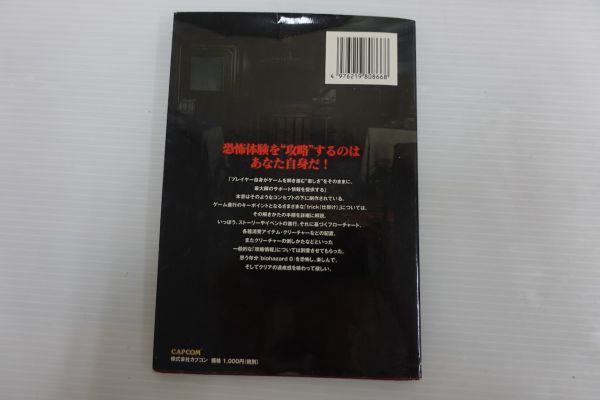 4 976219 808668
恐怖体験を“攻略”するのは
あなた自身だ！
「プレイヤー自身がゲームを解き進む“楽しさ”をそのままに、
最大限のサポート情報を提供する」
本書はそのようなコンセプトの下に制作されている。
ゲーム進行のキーポイントとなるさまざまな「trick（仕掛け）」については、
その解きかたの手順を詳細に解説。
いっぽう、ストーリーやイベントの進行、それに基づくフローチャート、
各種消費アイテム・クリーチャーなどの配置、
またクリーチャーの倒しかたなどといった
一般的な「攻略情報」については割愛させてもらった。
思う存分「biohazard 0」を恐怖し、楽しんで、
そしてクリアの達成感を味わって欲しい。
CAPCOM
株式会社カプコン 価格 1,000円（税別）